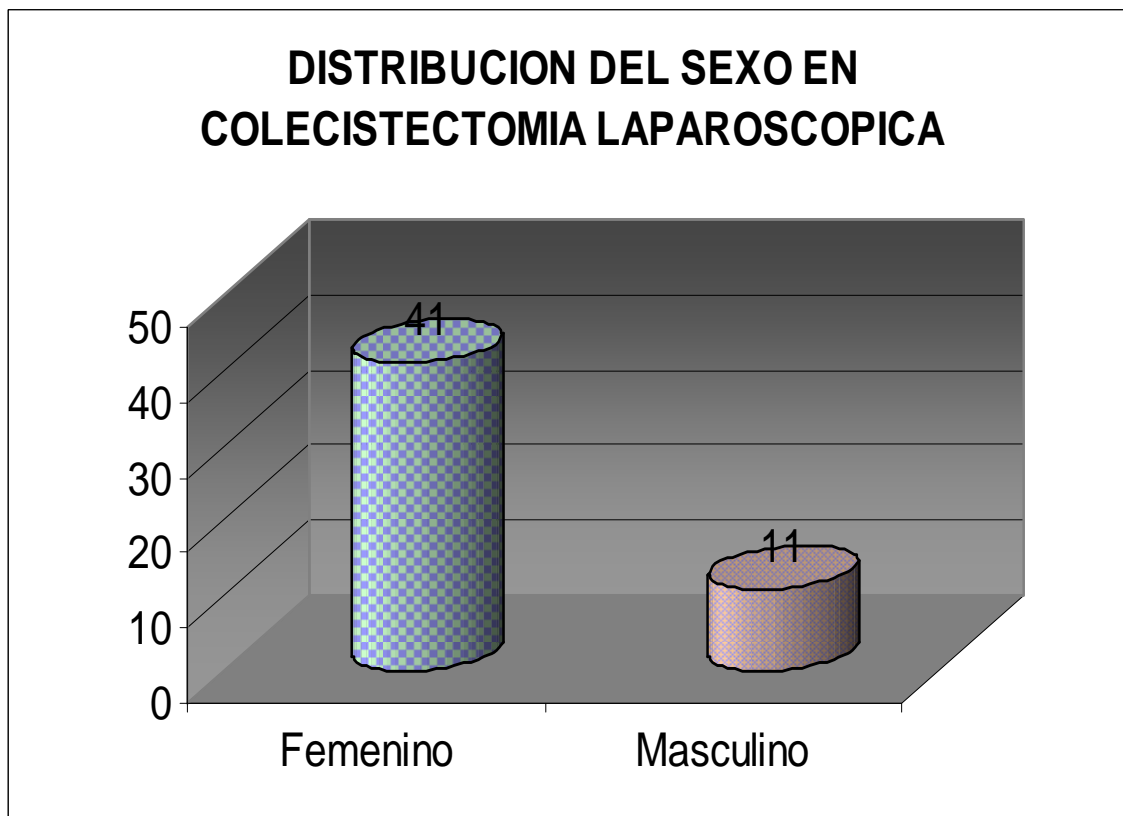 DISTRIBUCION DEL SEXO EN
COLECISTECTOMIA LAPAROSCOPICA
50
40
30
20
10
0
41
11
Femenino
Masculino